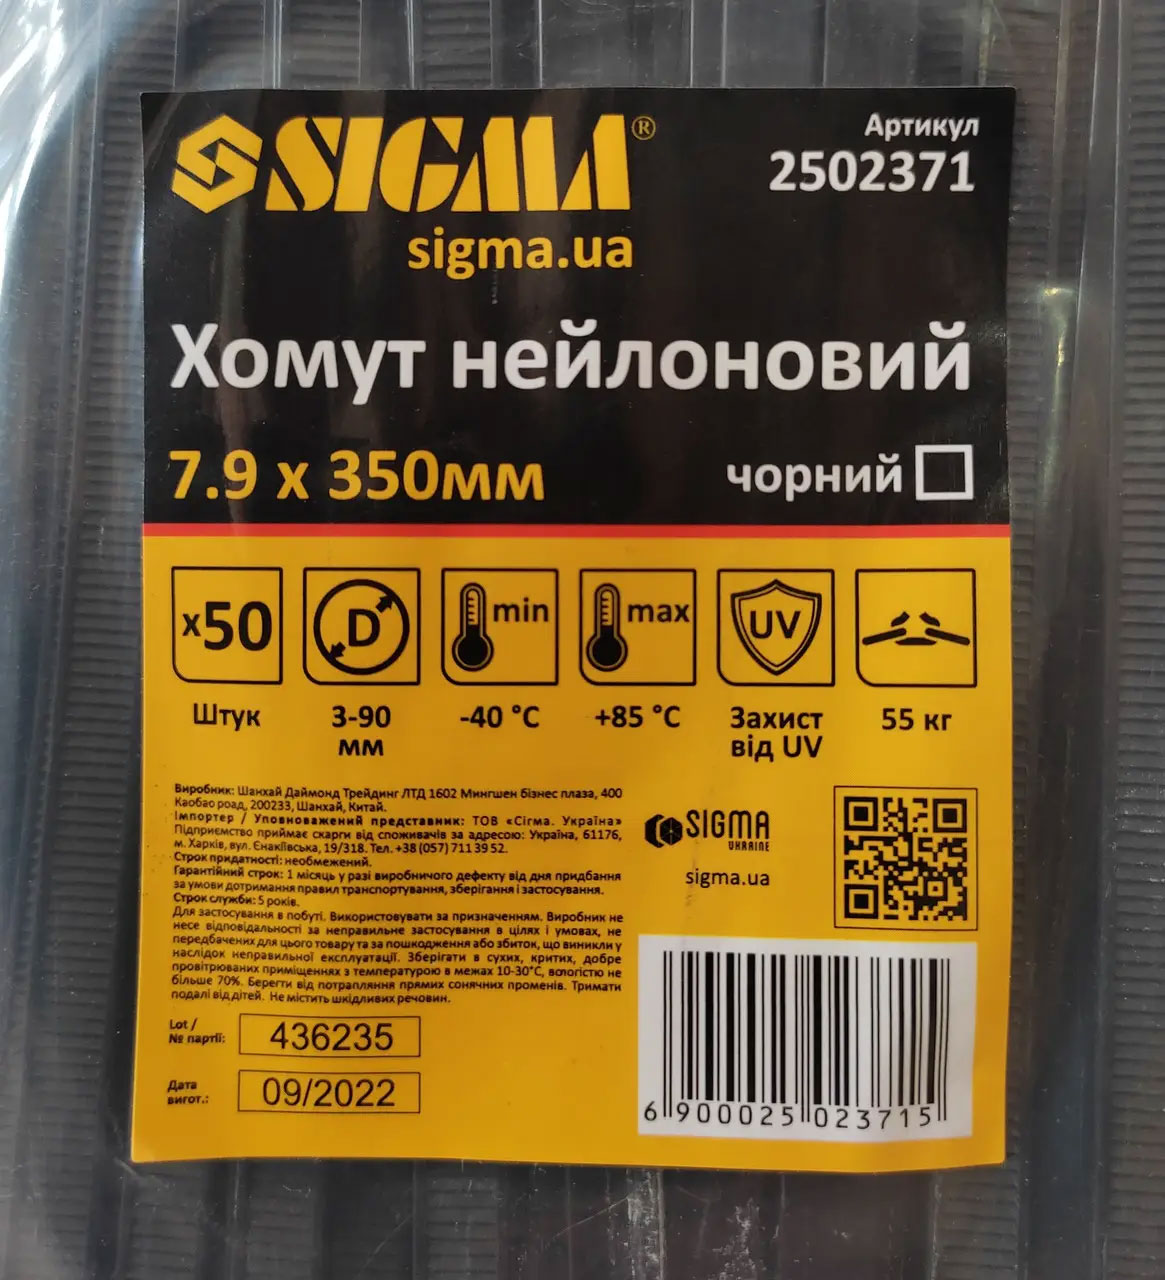 SIGMA®
sigma.ua
Артикул
2502371
Хомут нейлоновий
7.9 x 350мм
чорний
x50
D
min
max
UV
Штук
3-90
мм
-40 °C
+85 °C
Захист
від UV
55 кг
Виробник: Шанхай Даймонд Трейдинг ЛТД 1602 Мингшен бізнес плаза, 400
Каобао роад, 200233, Шанхай, Китай.
Імпортер / Уповноважений представник: ТОВ «Сігма. Україна»
Підприємство приймає скарги від споживачів за адресою: Україна, 61176,
м. Харків, вул. Єнакіївська, 19/318. Тел. +38 (057) 711 39 52.
Строк придатності: необмежений.
Гарантійний строк: 1 місяць у разі виробничого дефекту від дня придбання
за умови дотримання правил транспортування, зберігання і застосування.
Строк служби: 5 років.
Для застосування в побуті. Використовувати за призначенням. Виробник не
несе відповідальності за неправильне застосування в цілях і умовах, не
передбачених для цього товару та за пошкодження або збиток, що виникли у
наслідок неправильної експлуатації. Зберігати в сухих, критих, добре
провітрюваних приміщеннях з температурою в межах 10-30°С, вологістю не
більше 70%. Берегти від потрапляння прямих сонячних променів. Тримати
подалі від дітей. Не містить шкідливих речовин.
SIGMA
UKRAINE
sigma.ua
Lot /
№ партії:
436235
Дата
вигот.:
09/2022
6 900025 023715